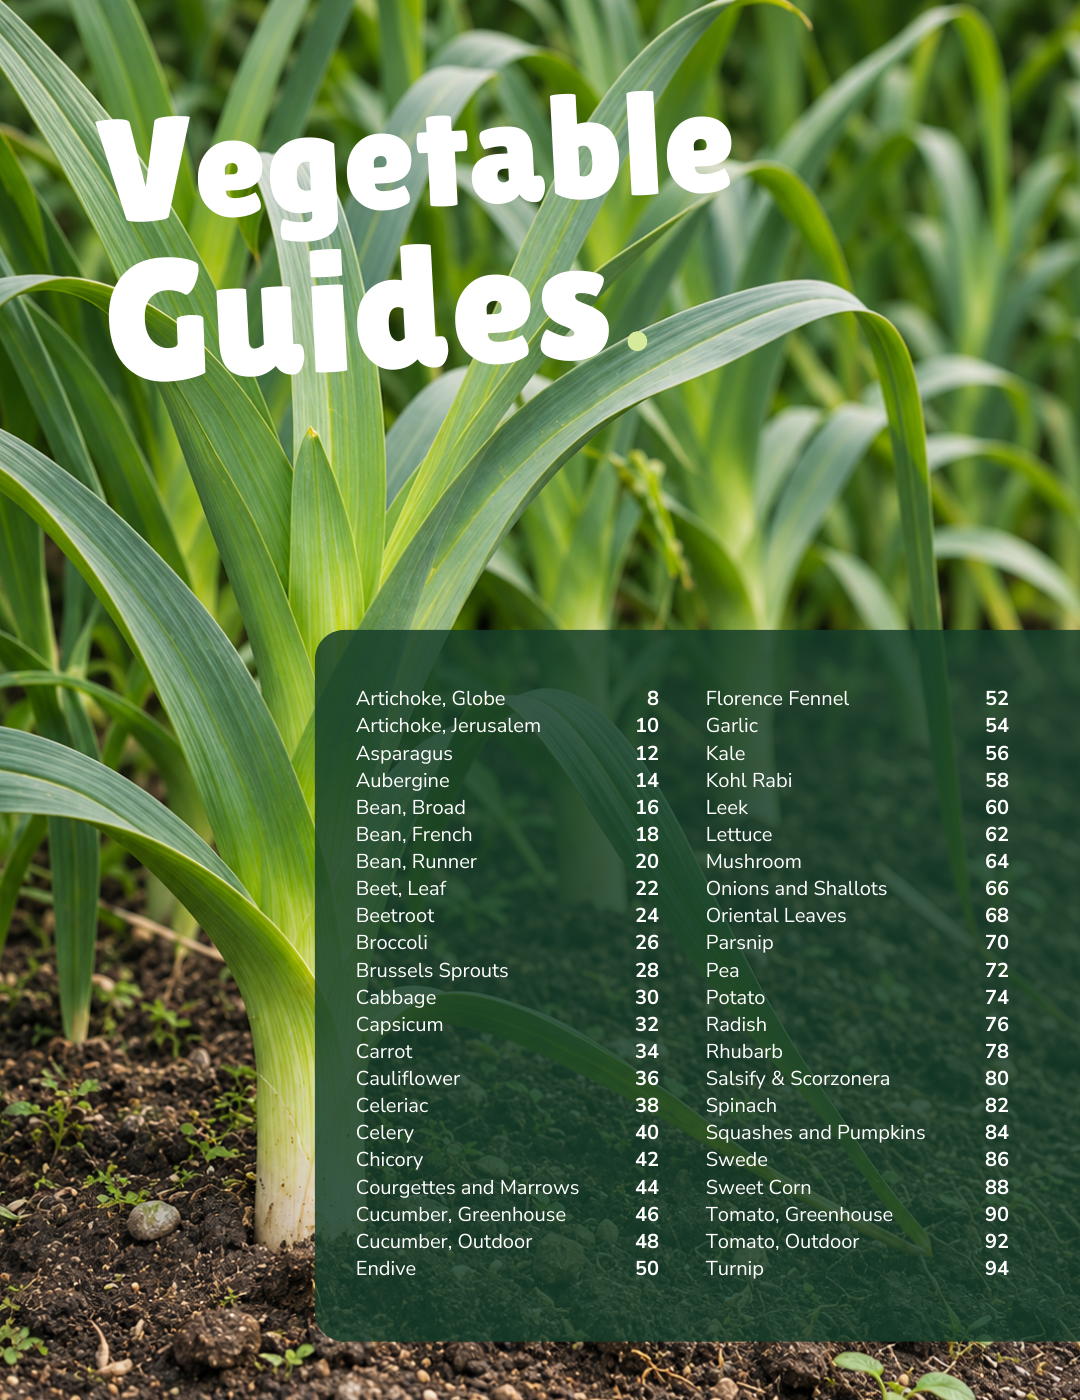 Vegetable
Guides.
Artichoke, Globe 8
Artichoke, Jerusalem 10
Asparagus 12
Aubergine 14
Bean, Broad 16
Bean, French 18
Bean, Runner 20
Beet, Leaf 22
Beetroot 24
Broccoli 26
Brussels Sprouts 28
Cabbage 30
Capsicum 32
Carrot 34
Cauliflower 36
Celeriac 38
Celery 40
Chicory 42
Courgettes and Marrows 44
Cucumber, Greenhouse 46
Cucumber, Outdoor 48
Endive 50
Florence Fennel 52
Garlic 54
Kale 56
Kohl Rabi 58
Leek 60
Lettuce 62
Mushroom 64
Onions and Shallots 66
Oriental Leaves 68
Parsnip 70
Pea 72
Potato 74
Radish 76
Rhubarb 78
Salsify & Scorzonera 80
Spinach 82
Squashes and Pumpkins 84
Swede 86
Sweet Corn 88
Tomato, Greenhouse 90
Tomato, Outdoor 92
Turnip 94